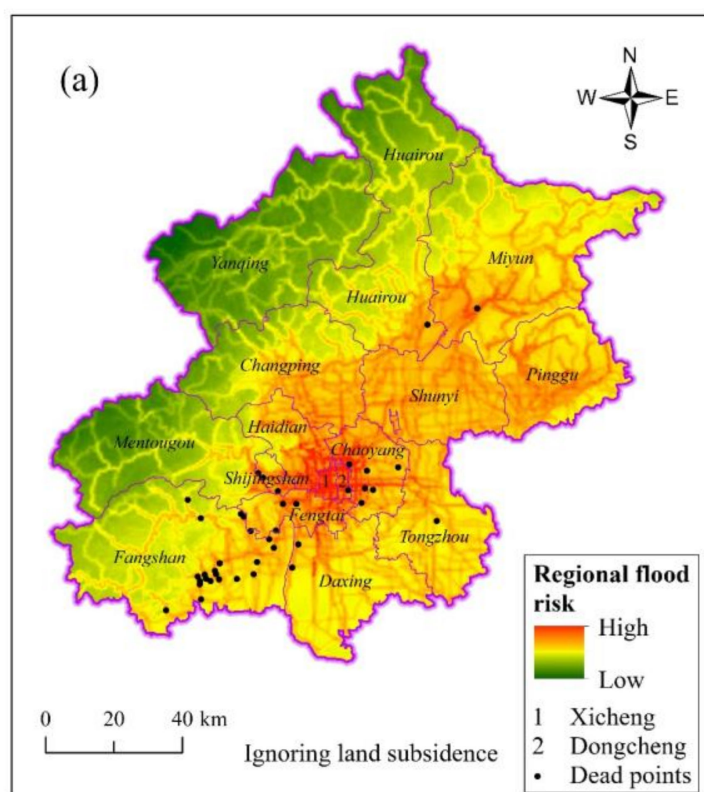 (a)
N
W E
S
Huairou
Miyun
Yanqing
Huairou
Changping
Shunyi
Pinggu
Haidian
Mentougou
Chaoyang
Shijingshan
1 2
Fengtai
Tongzhou
Fangshan
Daxing
Regional flood
risk
High
Low
1 Xicheng
2 Dongcheng
Dead points
0 20 40 km
Ignoring land subsidence